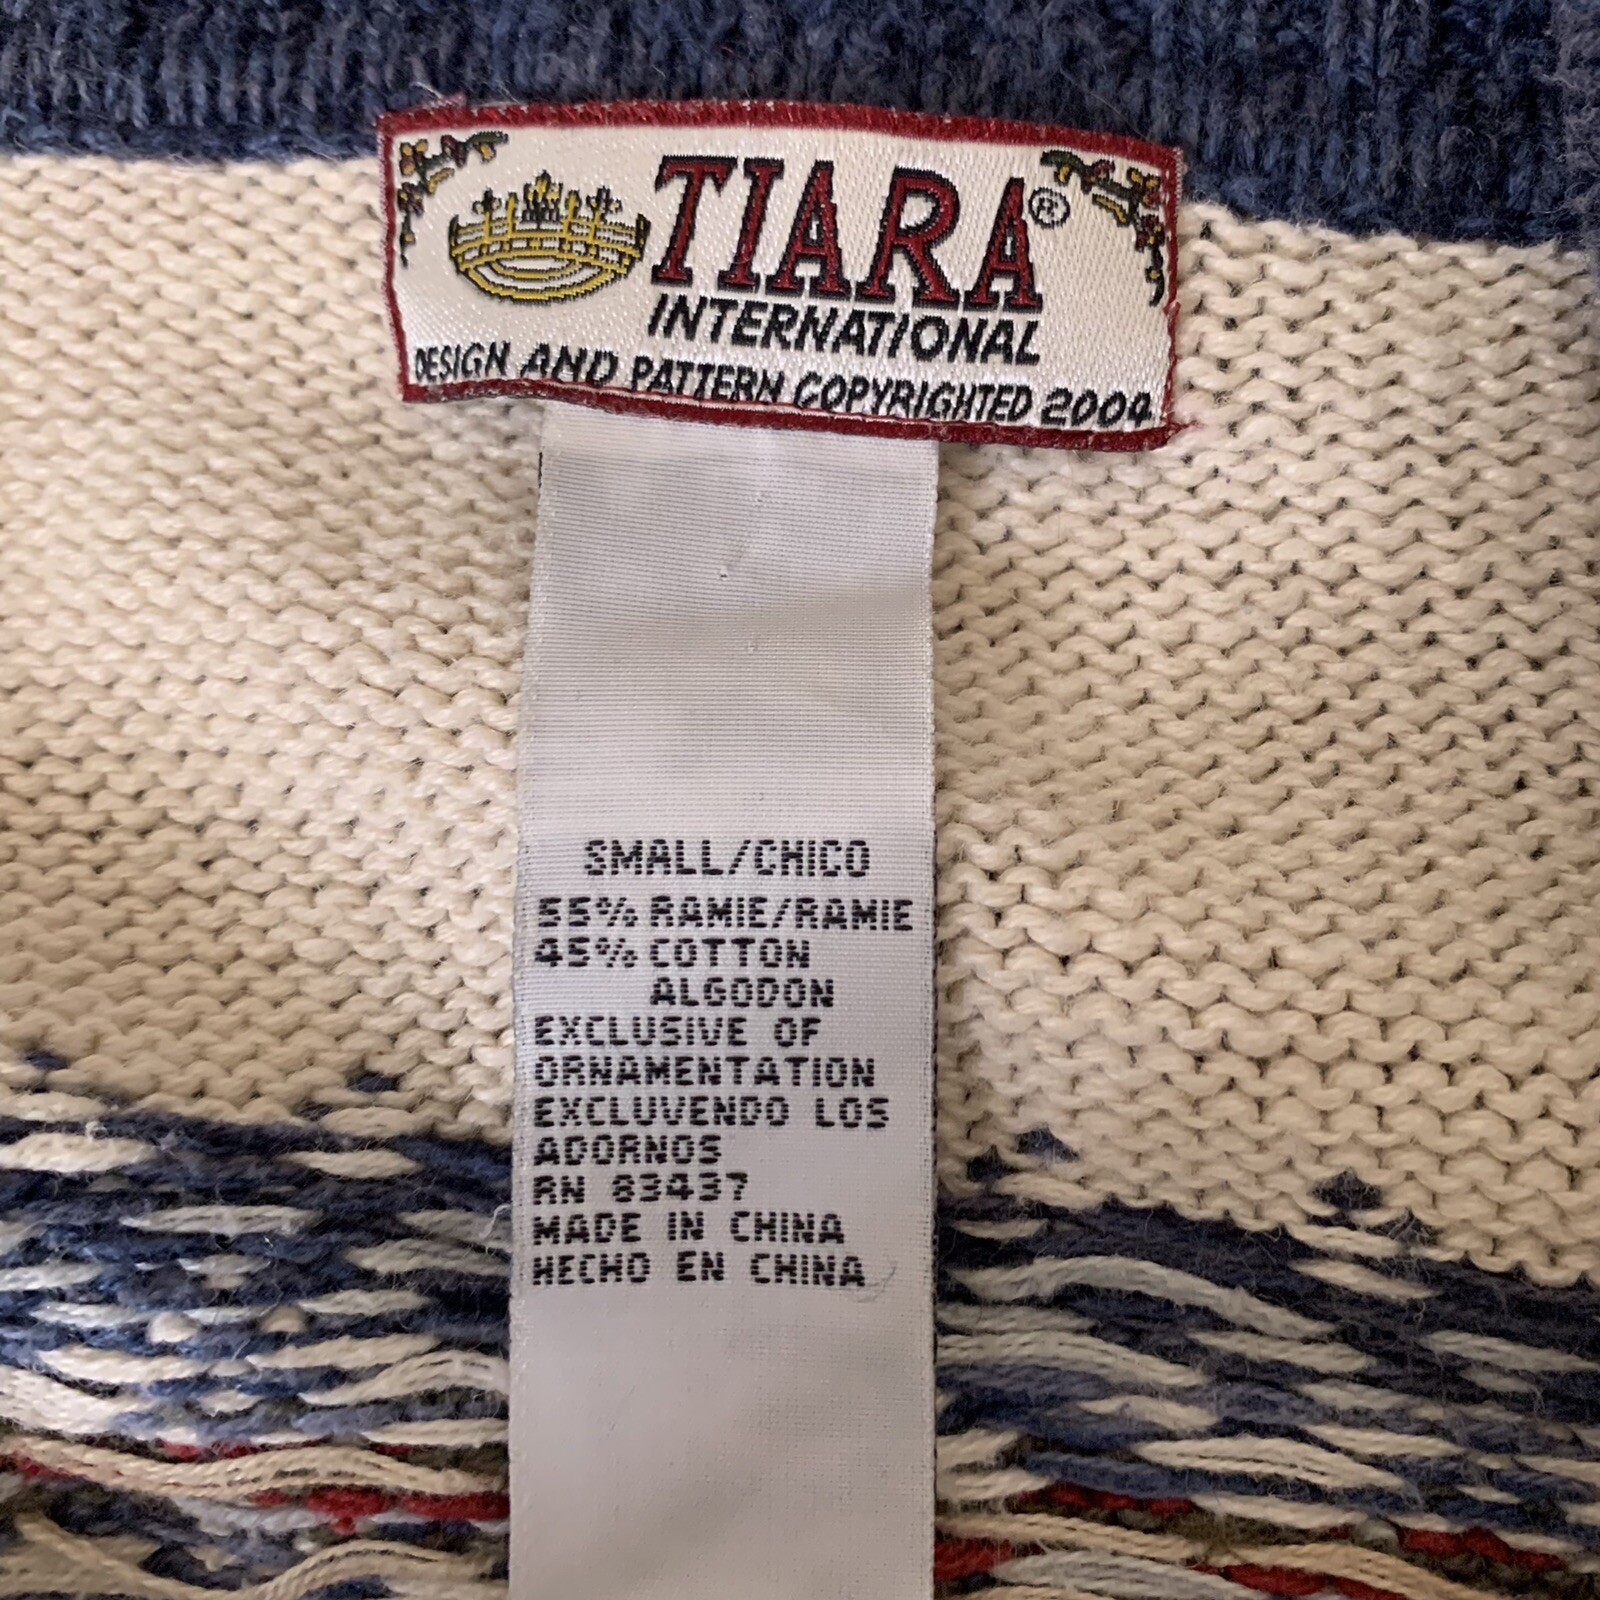 TIARA®
INTERNATIONAL
DESIGN AND PATTERN COPYRIGHTED 2004
SMALL/CHICO
55% RAMIE/RAMIE
45% COTTON
ALGODON
EXCLUSIVE OF
ORNAMENTATION
EXCLUVENDO LOS
ADORNOS
RN 83437
MADE IN CHINA
HECHO EN CHINA